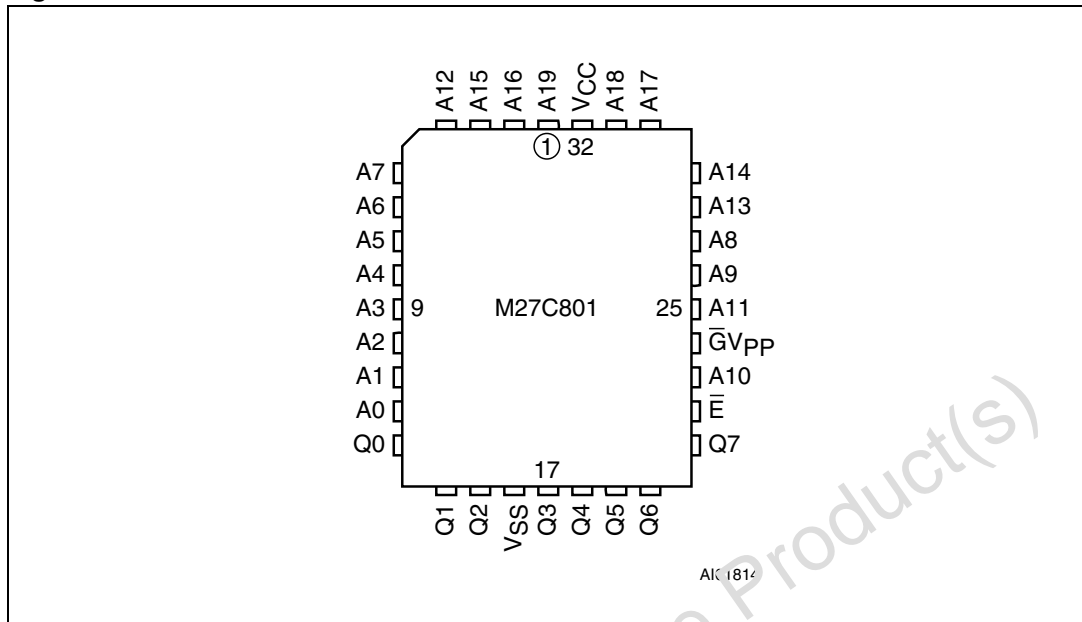 A12 A15 A16 A19 VCC A18 A17
1 32
A7 A14
A6 A13
A5 A8
A4 A9
A3 9 M27C801 25 A11
A2 G̅VPP
A1 A10
A0 E̅
Q0 Q7
17
Q1 Q2 VSS Q3 Q4 Q5 Q6
Product(s)